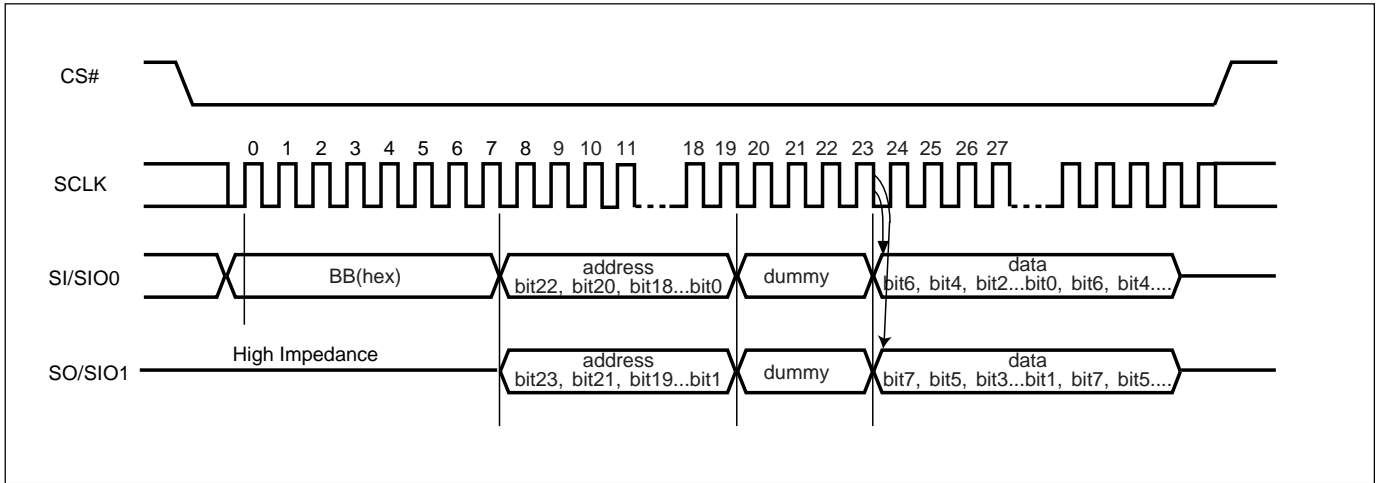 CS#
0 1 2 3 4 5 6 7 8 9 10 11 18 19 20 21 22 23 24 25 26 27
SCLK
SI/SIO0
BB(hex)
address
bit22, bit20, bit18...bit0
dummy
data
bit6, bit4, bit2...bit0, bit6, bit4....
High Impedance
SO/SIO1
address
bit23, bit21, bit19...bit1
dummy
data
bit7, bit5, bit3...bit1, bit7, bit5....